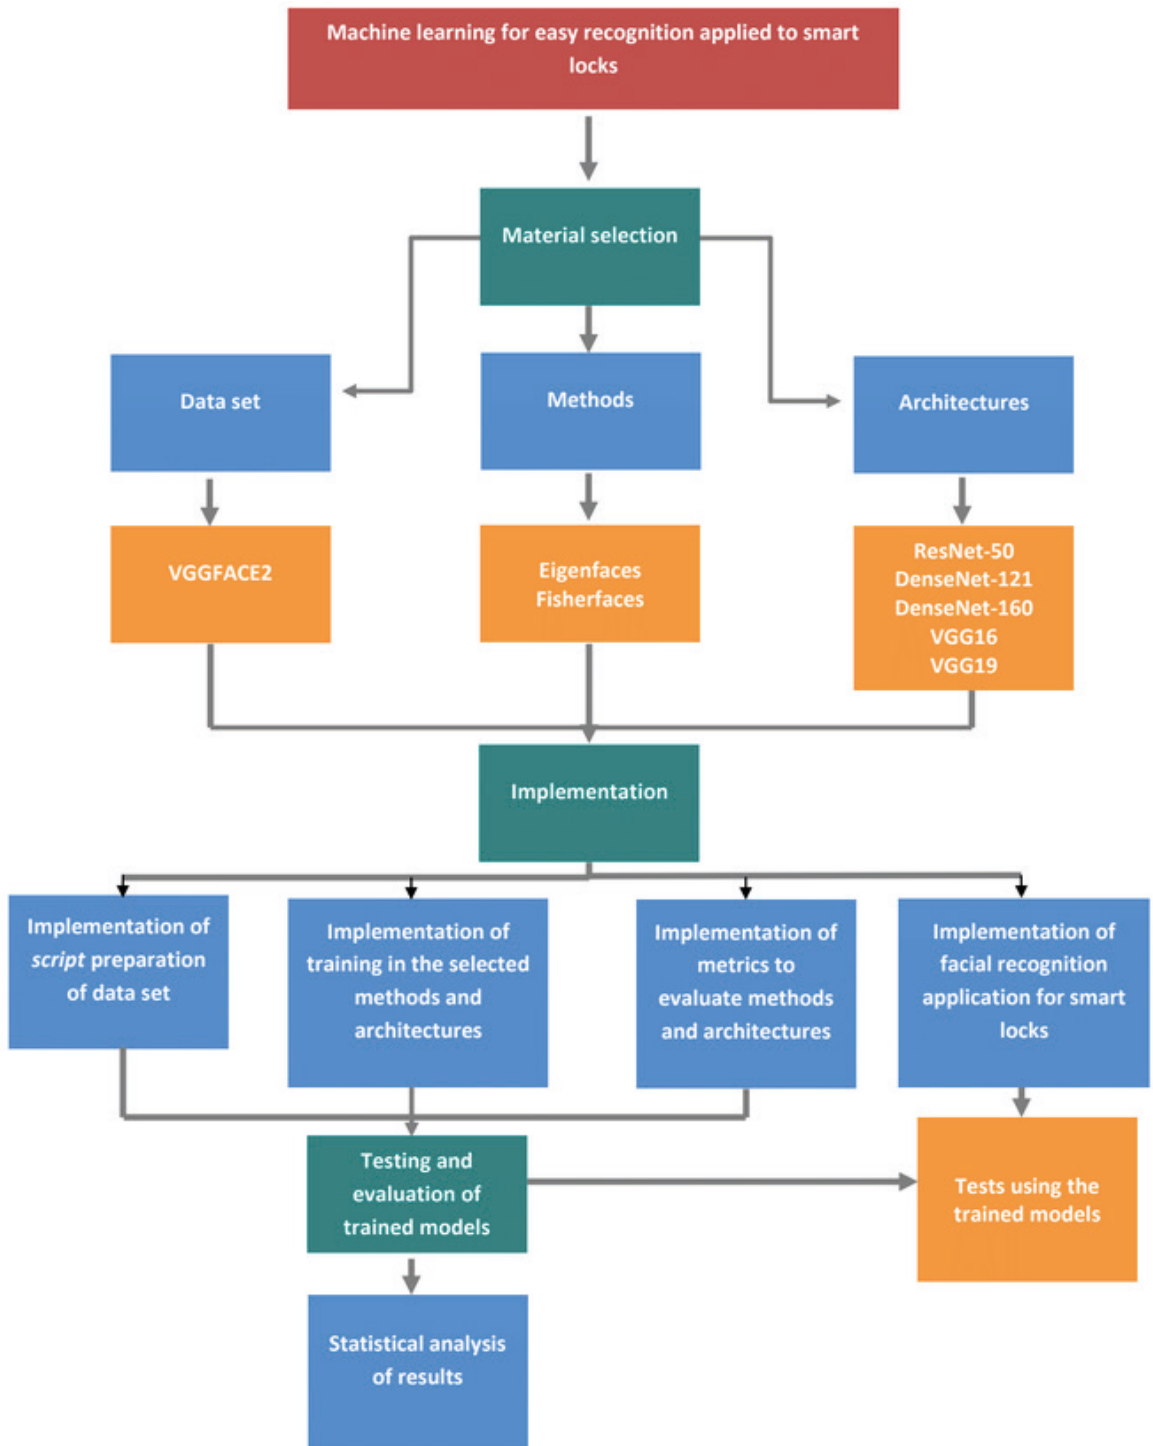 Machine learning for easy recognition applied to smart
locks
Material selection
Data set
Methods
Architectures
VGGFACE2
Eigenfaces
Fisherfaces
ResNet-50
DenseNet-121
DenseNet-160
VGG16
VGG19
Implementation
Implementation of
script preparation
of data set
Implementation of
training in the selected
methods and
architectures
Implementation of
metrics to
evaluate methods
and architectures
Implementation of
facial recognition
application for smart
locks
Testing and
evaluation of
trained models
Tests using the
trained models
Statistical analysis
of results